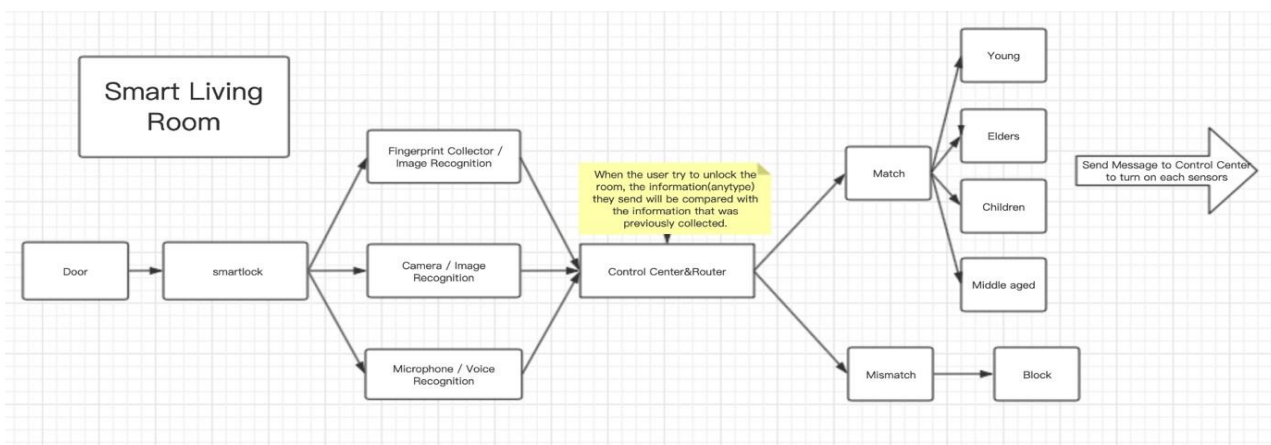 Smart Living
Room
Door
smartlock
Fingerprint Collector /
Image Recognition
Camera / Image
Recognition
Microphone / Voice
Recognition
When the user try to unlock the
room, the information(anytype)
they send will be compared with
the information that was
previously collected.
Control Center&Router
Match
Mismatch
Young
Elders
Children
Middle aged
Block
Send Message to Control Center
to turn on each sensors